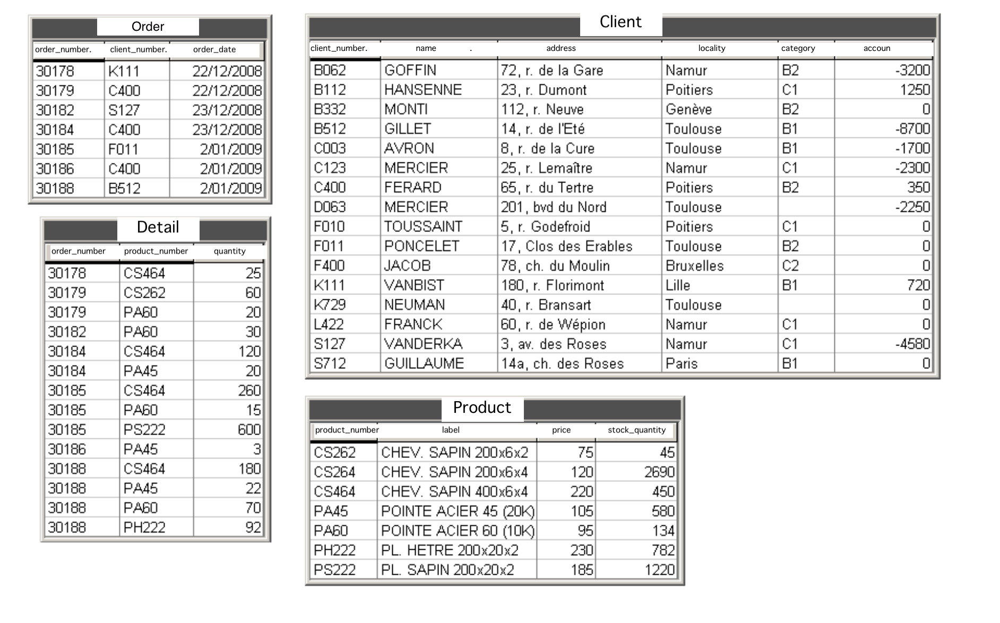 Order
order_number. client_number. order_date
30178 K111 22/12/2008
30179 C400 22/12/2008
30182 S127 23/12/2008
30184 C400 23/12/2008
30185 F011 2/01/2009
30186 C400 2/01/2009
30188 B512 2/01/2009
Detail
order_number product_number quantity
30178 CS464 25
30179 CS262 60
30179 PA60 20
30182 PA60 30
30184 CS464 120
30184 PA45 20
30185 CS464 260
30185 PA60 15
30185 PS222 600
30186 PA45 3
30188 CS464 180
30188 PA45 22
30188 PA60 70
30188 PH222 92
Client
client_number. name . address locality category accoun
B062 GOFFIN 72, r. de la Gare Namur B2 -3200
B112 HANSENNE 23, r. Dumont Poitiers C1 1250
B332 MONTI 112, r. Neuve Genève B2 0
B512 GILLET 14, r. de l'Eté Toulouse B1 -8700
C003 AVRON 8, r. de la Cure Toulouse B1 -1700
C123 MERCIER 25, r. Lemaître Namur C1 -2300
C400 FERARD 65, r. du Tertre Poitiers B2 350
D063 MERCIER 201, bvd du Nord Toulouse -2250
F010 TOUSSAINT 5, r. Godefroid Poitiers C1 0
F011 PONCELET 17, Clos des Erables Toulouse B2 0
F400 JACOB 78, ch. du Moulin Bruxelles C2 0
K111 VANBIST 180, r. Florimont Lille B1 720
K729 NEUMAN 40, r. Bransart Toulouse 0
L422 FRANCK 60, r. de Wépion Namur C1 0
S127 VANDERKA 3, av. des Roses Namur C1 -4580
S712 GUILLAUME 14a, ch. des Roses Paris B1 0
Product
product_number label price stock_quantity
CS262 CHEV. SAPIN 200x6x2 75 45
CS264 CHEV. SAPIN 200x6x4 120 2690
CS464 CHEV. SAPIN 400x6x4 220 450
PA45 POINTE ACIER 45 (20K) 105 580
PA60 POINTE ACIER 60 (10K) 95 134
PH222 PL. HETRE 200x20x2 230 782
PS222 PL. SAPIN 200x20x2 185 1220